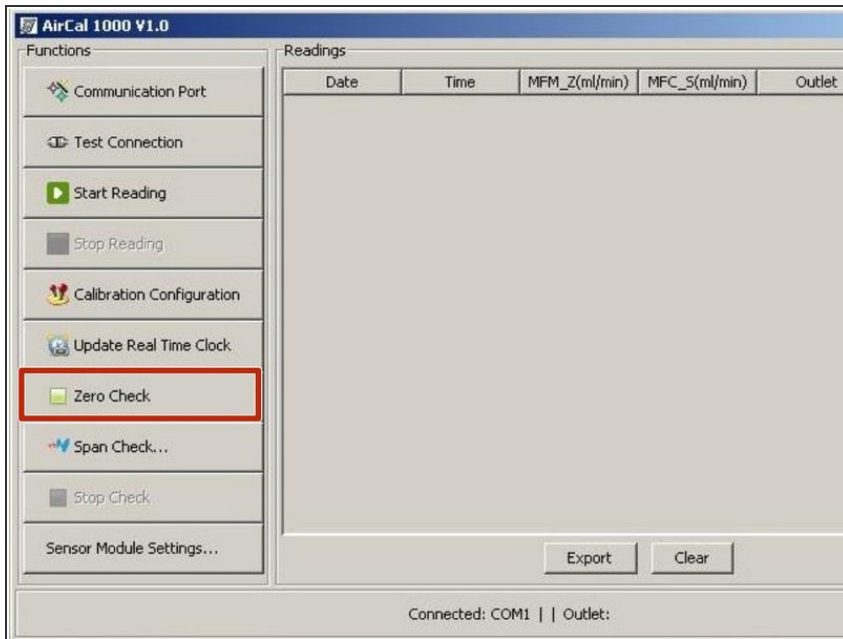 AirCal 1000 V1.0
Functions
Communication Port
Test Connection
Start Reading
Stop Reading
Calibration Configuration
Update Real Time Clock
Zero Check
Span Check...
Stop Check
Sensor Module Settings...
Readings
Date Time MFM_Z(ml/min) MFC_S(ml/min) Outlet
Export Clear
Connected: COM1 | | Outlet: